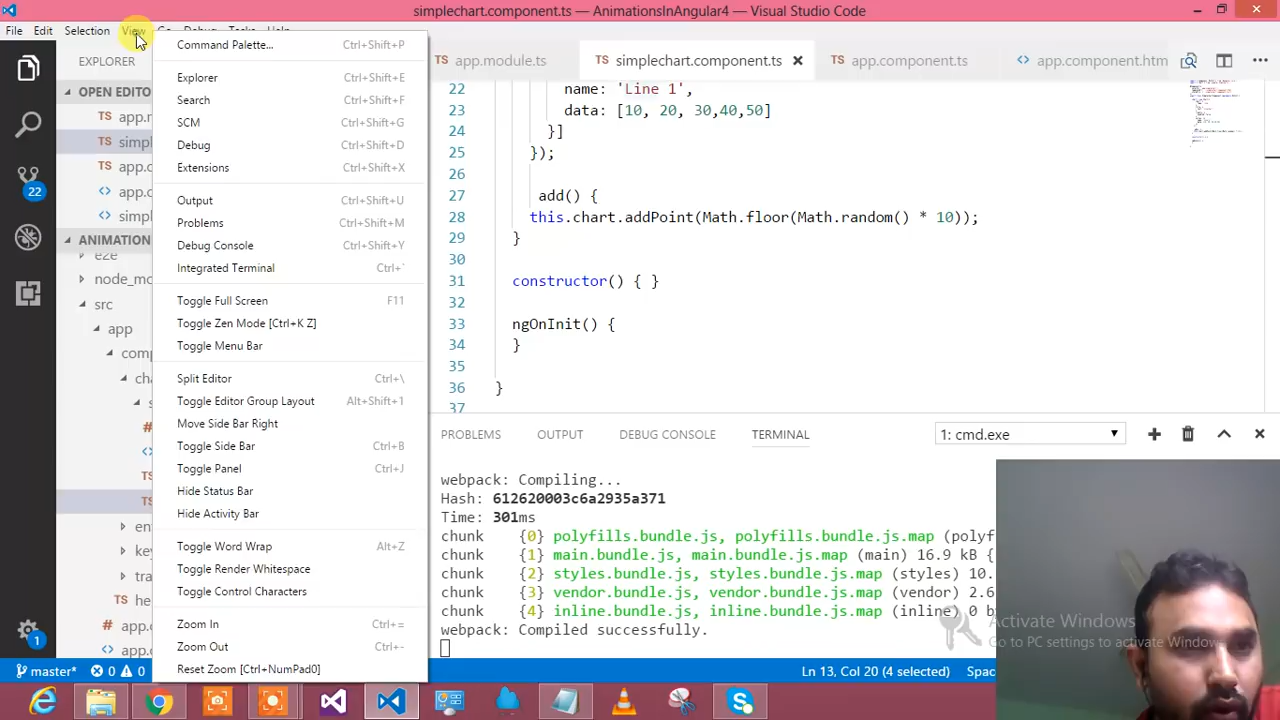 simplechart.component.ts — AnimationsInAngular4 — Visual Studio Code
File Edit Selection View Go Debug Tasks Help
EXPLORER
OPEN EDITO
app.r
simpl
app.c
app.c
simpl
ANIMATION
e2e
node_mo
src
app
com
cha
s
TS
TS
en
key
tra
he
app.c
app.c
22
1
Command Palette... Ctrl+Shift+P
Explorer Ctrl+Shift+E
Search Ctrl+Shift+F
SCM Ctrl+Shift+G
Debug Ctrl+Shift+D
Extensions Ctrl+Shift+X
Output Ctrl+Shift+U
Problems Ctrl+Shift+M
Debug Console Ctrl+Shift+Y
Integrated Terminal Ctrl+`
Toggle Full Screen F11
Toggle Zen Mode [Ctrl+K Z]
Toggle Menu Bar
Split Editor Ctrl+\
Toggle Editor Group Layout Alt+Shift+1
Move Side Bar Right
Toggle Side Bar Ctrl+B
Toggle Panel Ctrl+J
Hide Status Bar
Hide Activity Bar
Toggle Word Wrap Alt+Z
Toggle Render Whitespace
Toggle Control Characters
Zoom In Ctrl+=
Zoom Out Ctrl+-
Reset Zoom [Ctrl+NumPad0]
TS app.module.ts TS simplechart.component.ts TS app.component.ts <> app.component.htm
22 name: 'Line 1',
23 data: [10, 20, 30,40,50]
24 }]
25 });
26
27 add() {
28 this.chart.addPoint(Math.floor(Math.random() * 10));
29 }
30
31 constructor() { }
32
33 ngOnInit() {
34 }
35
36 }
37
PROBLEMS OUTPUT DEBUG CONSOLE TERMINAL 1: cmd.exe
webpack: Compiling...
Hash: 612620003c6a2935a371
Time: 301ms
chunk {0} polyfills.bundle.js, polyfills.bundle.js.map (polyf
chunk {1} main.bundle.js, main.bundle.js.map (main) 16.9 kB {
chunk {2} styles.bundle.js, styles.bundle.js.map (styles) 10.
chunk {3} vendor.bundle.js, vendor.bundle.js.map (vendor) 2.6
chunk {4} inline.bundle.js, inline.bundle.js.map (inline) 0 b
webpack: Compiled successfully.
Activate Windows
Go to PC settings to activate Windows.
master* 0 0 Ln 13, Col 20 (4 selected) Spac